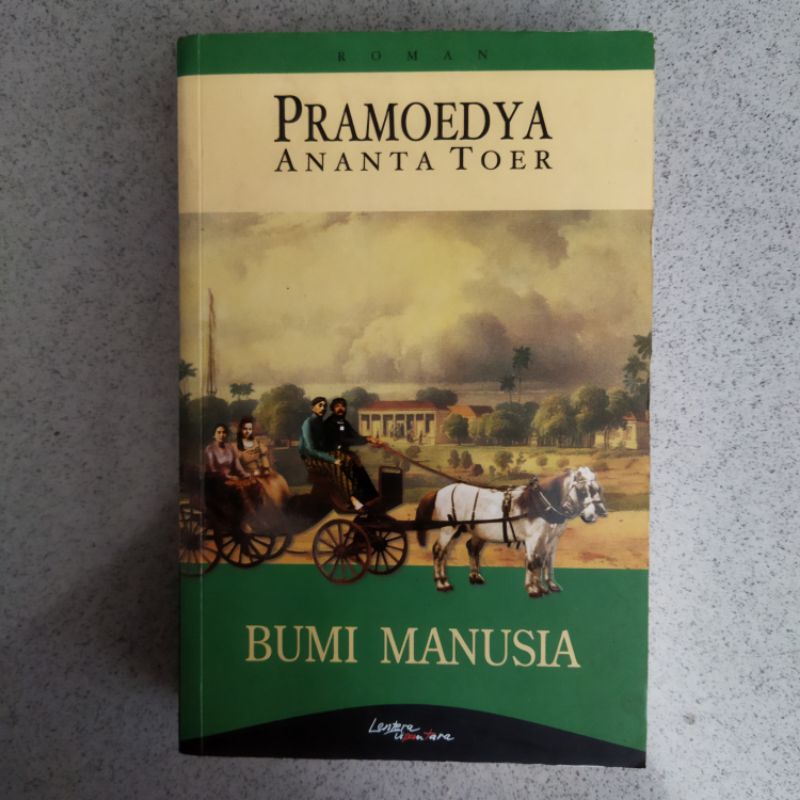 ROMAN
PRAMOEDYA
ANANTA TOER
BUMI MANUSIA
Lentera
dipantara